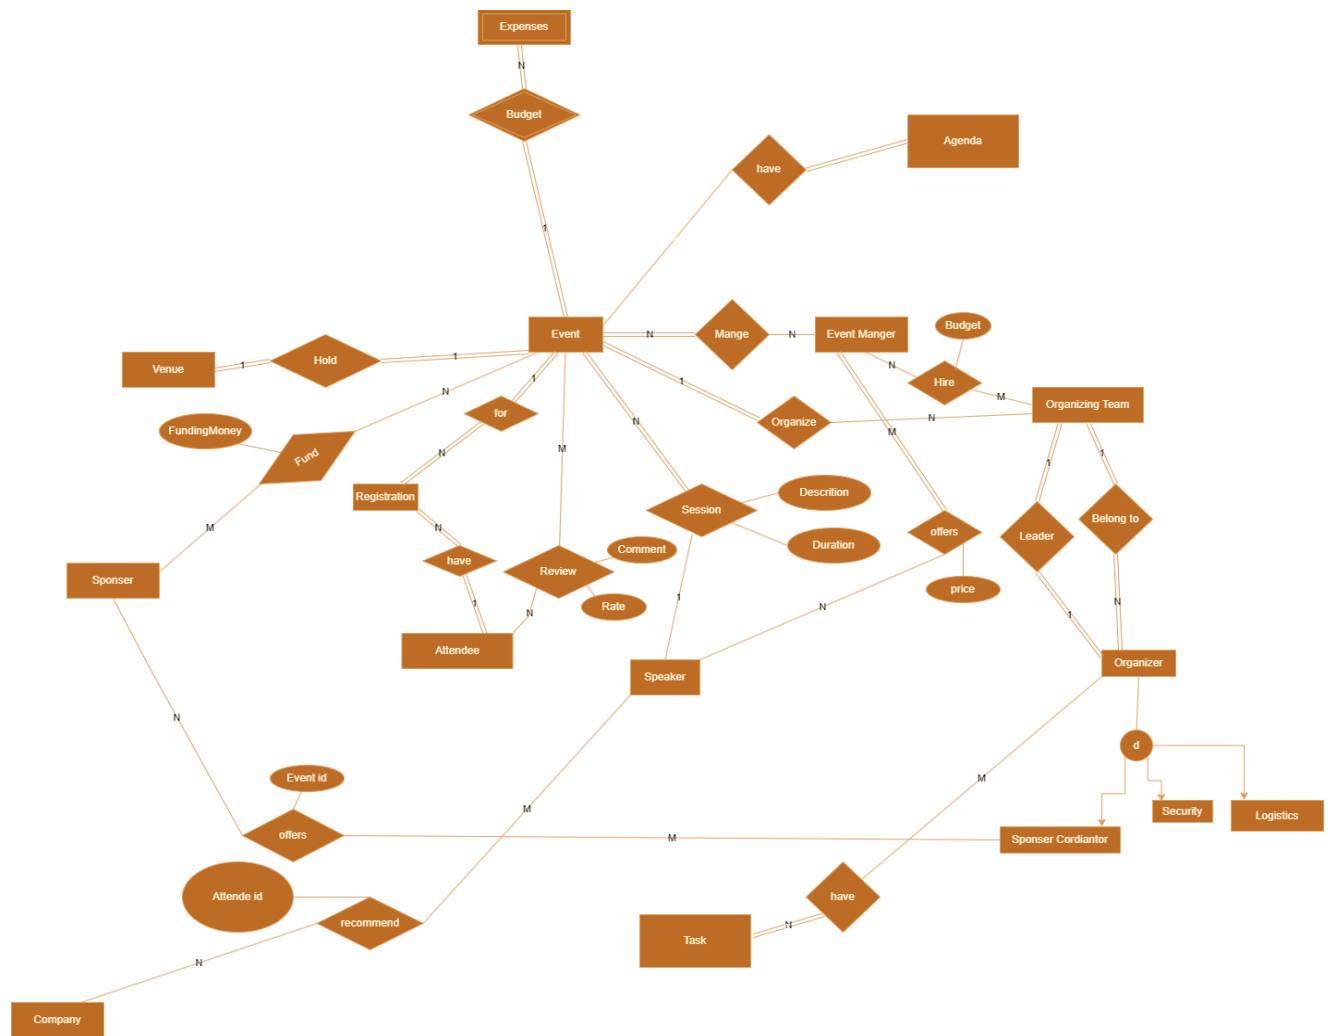 Expenses
N
Budget
1
have
Agenda
Event
N
Mange
N
Event Manger
Budget
N
Hire
M
Organizing Team
Venue
1
Hold
1
N
1
for
1
Organize
N
FundingMoney
Fund
N
M
N
M
1
1
Registration
N
Session
Descrition
Duration
offers
Leader
Belong to
M
have
Review
Comment
Rate
price
Sponser
1
N
1
N
1
N
Attendee
Speaker
Organizer
N
d
Event id
M
M
Security
Logistics
offers
M
Sponser Cordiantor
Attende id
recommend
have
Task
N
N
Company